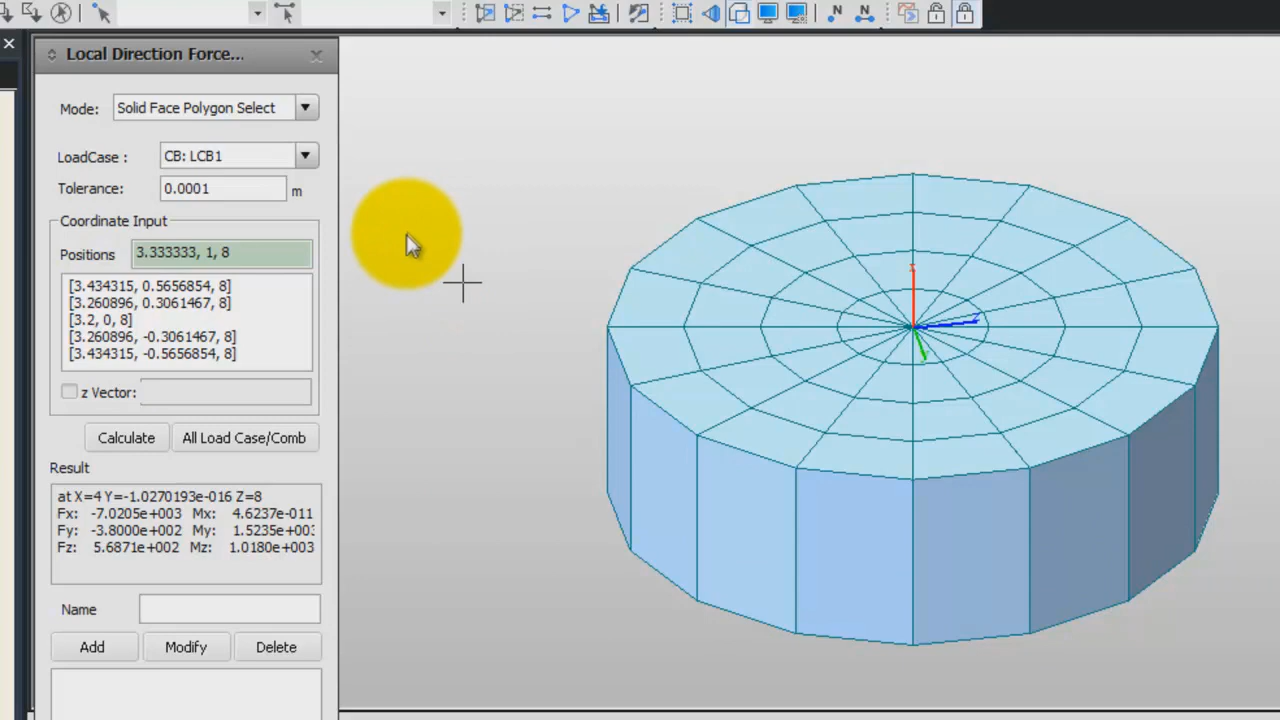 N N
Local Direction Force...
Mode: Solid Face Polygon Select
LoadCase : CB: LCB1
Tolerance: 0.0001 m
Coordinate Input
Positions 3.333333, 1, 8
[3.434315, 0.5656854, 8]
[3.260896, 0.3061467, 8]
[3.2, 0, 8]
[3.260896, -0.3061467, 8]
[3.434315, -0.5656854, 8]
z Vector:
Calculate All Load Case/Comb
Result
at X=4 Y=-1.0270193e-016 Z=8
Fx: -7.0205e+003 Mx: 4.6237e-011
Fy: -3.8000e+002 My: 1.5235e+00
Fz: 5.6871e+002 Mz: 1.0180e+003
Name
Add Modify Delete